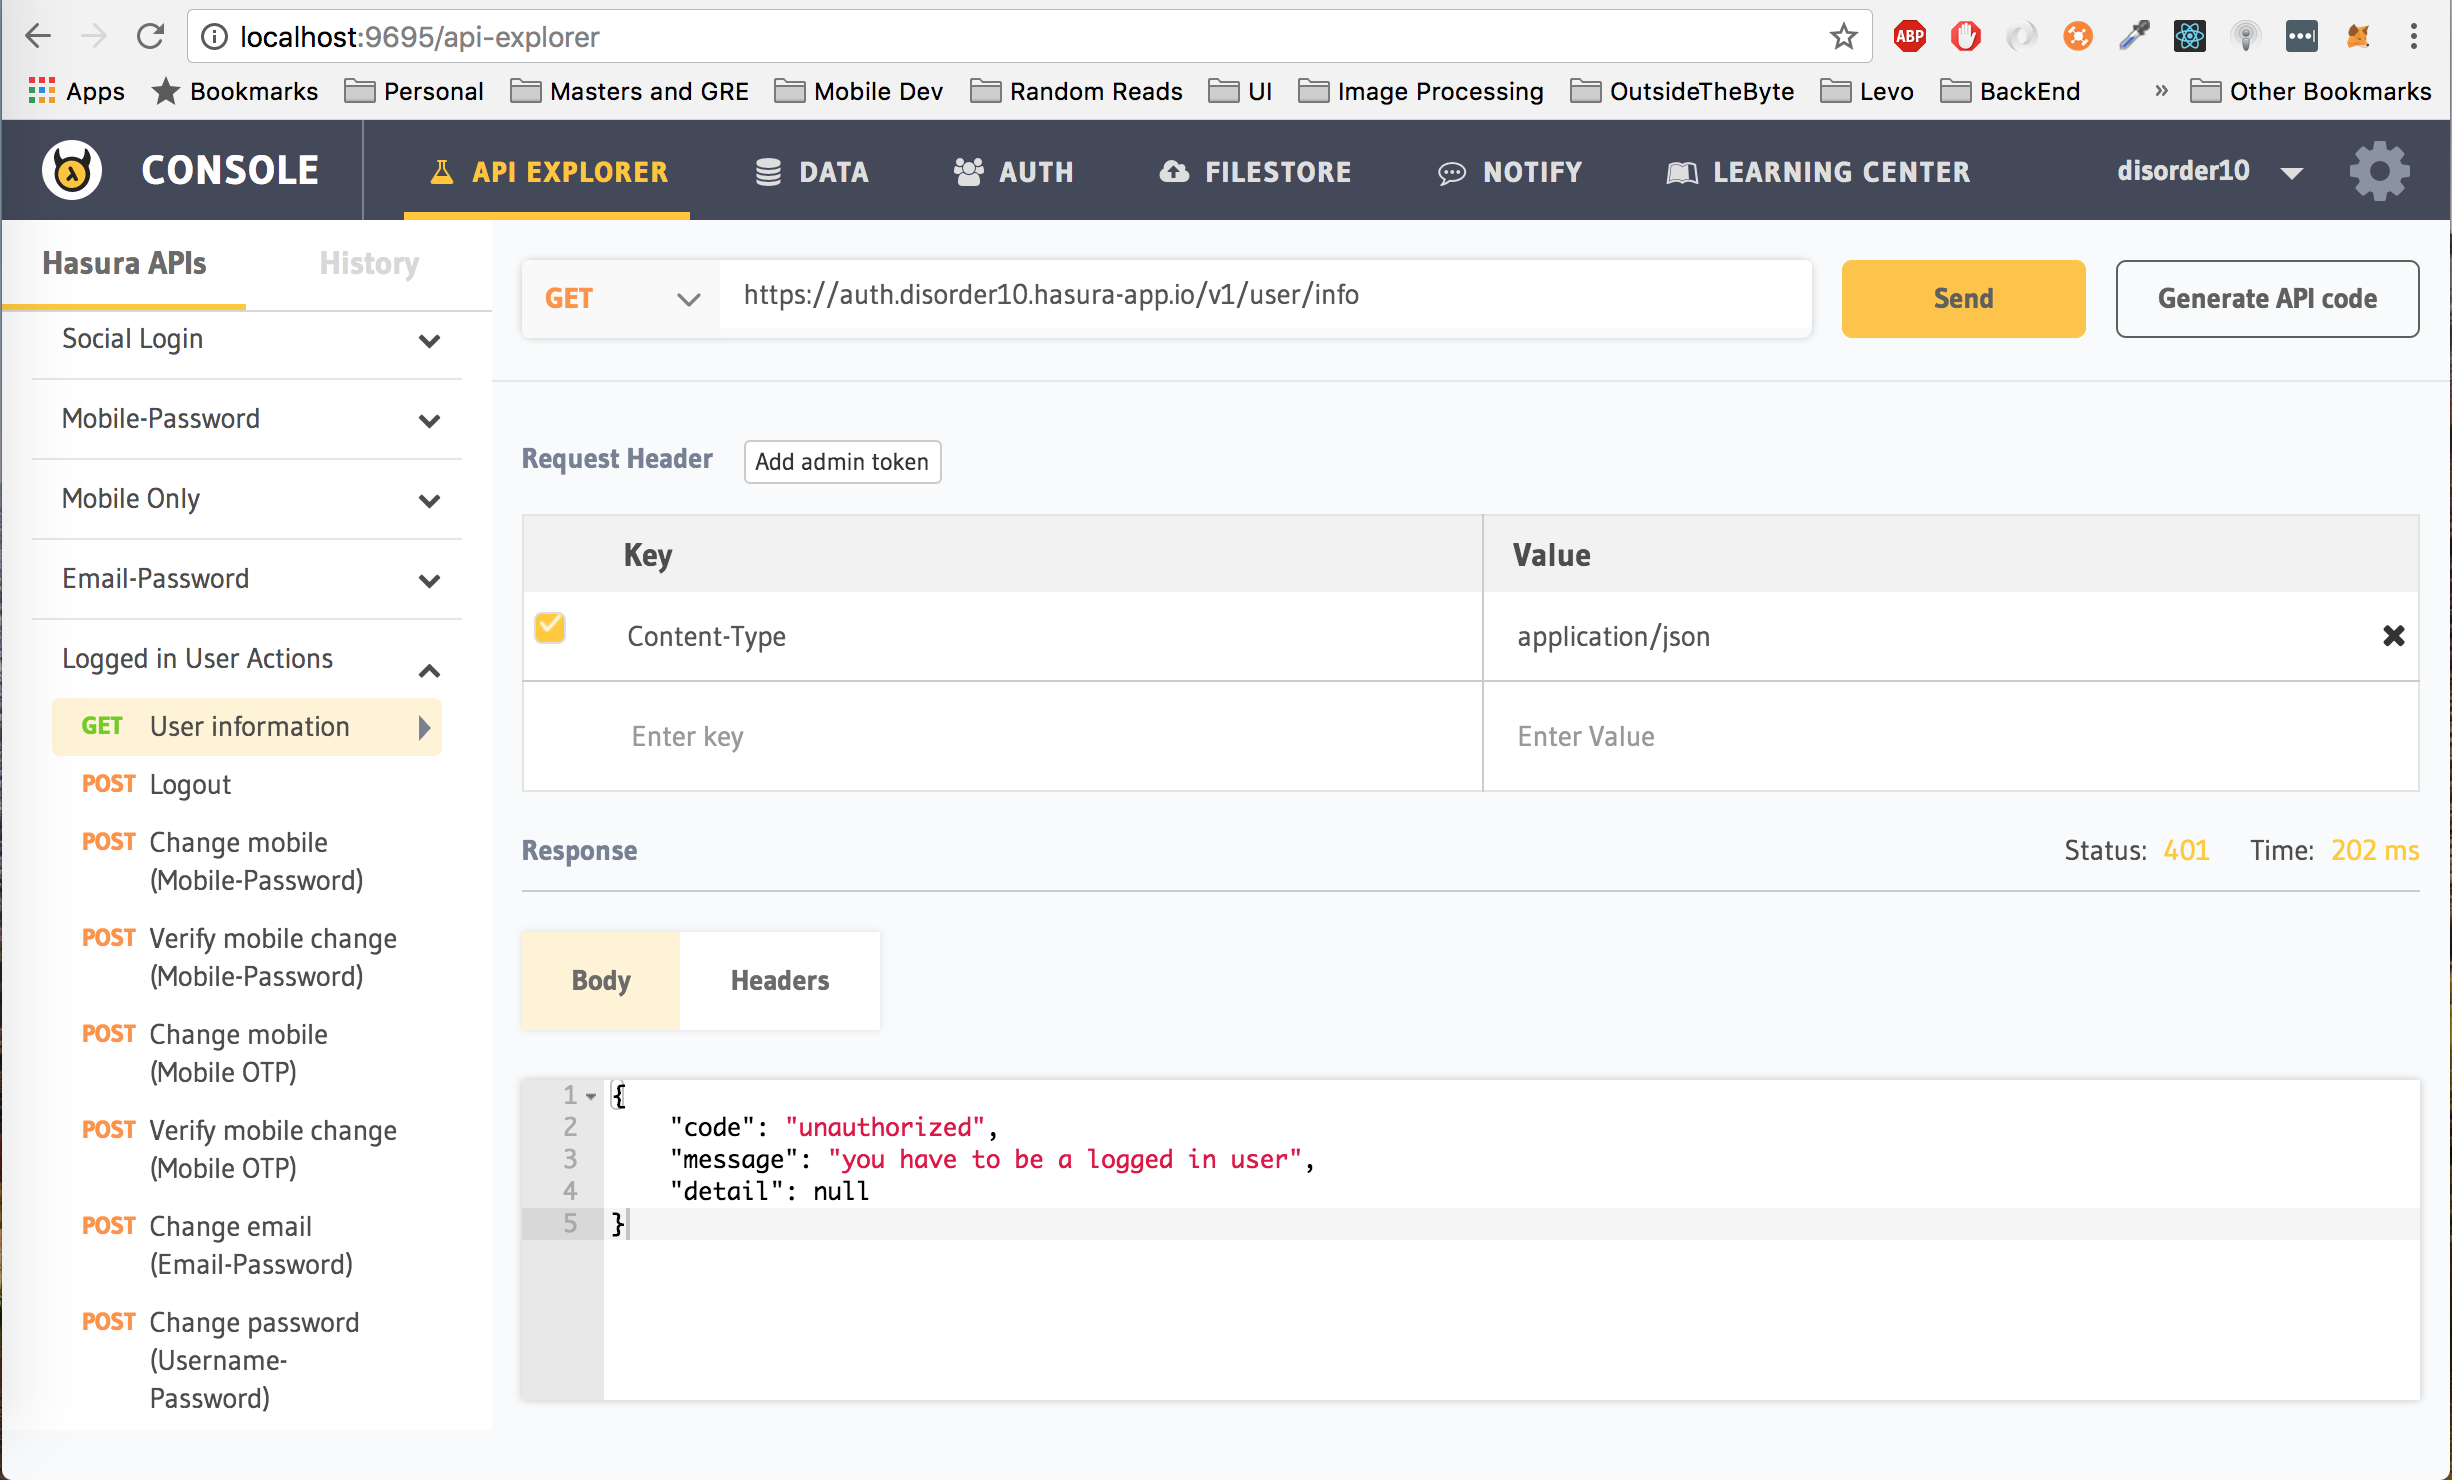 localhost:9695/api-explorer
ABP
Apps Bookmarks Personal Masters and GRE Mobile Dev Random Reads UI Image Processing OutsideTheByte Levo BackEnd » Other Bookmarks
CONSOLE API EXPLORER DATA AUTH FILESTORE NOTIFY LEARNING CENTER disorder10
Hasura APIs History
Social Login
Mobile-Password
Mobile Only
Email-Password
Logged in User Actions
GET User information
POST Logout
POST Change mobile
(Mobile-Password)
POST Verify mobile change
(Mobile-Password)
POST Change mobile
(Mobile OTP)
POST Verify mobile change
(Mobile OTP)
POST Change email
(Email-Password)
POST Change password
(Username-
Password)
GET https://auth.disorder10.hasura-app.io/v1/user/info Send Generate API code
Request Header Add admin token
Key Value
Content-Type application/json
Enter key Enter Value
Response Status: 401 Time: 202 ms
Body Headers
1 {
2 "code": "unauthorized",
3 "message": "you have to be a logged in user",
4 "detail": null
5 }